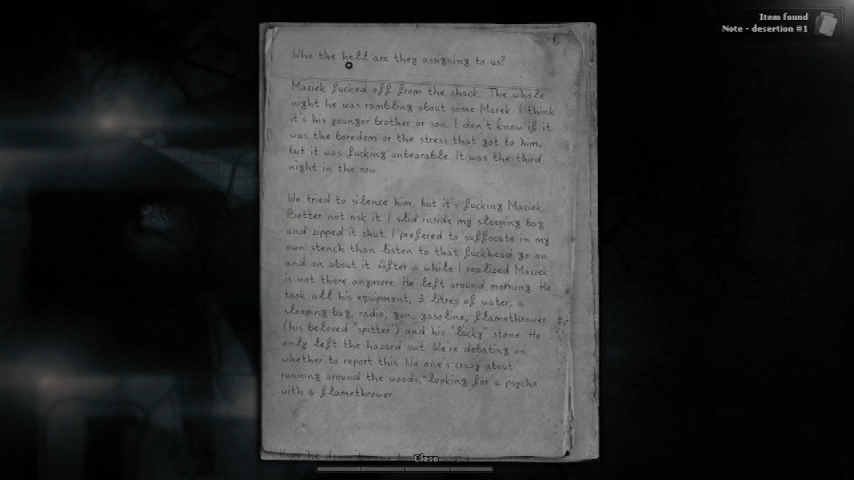 Item found
Note - desertion #1
Who the hell are they assigning to us?
Maciek fucked off from the shack. The whole
night he was rambling about some Marek. I think
it's his younger brother or son. I don't know if it
was the boredom or the stress that got to him,
but it was fucking unbearable. It was the third
night in the row.
We tried to silence him, but it's fucking Maciek.
Better not risk it. I slid inside my sleeping bag
and zipped it shut. I prefered to suffocate in my
own stench than listen to that fuckhead go on
and on about it. After a while I realized Maciek
is not there anymore. He left around morning. He
took all his equipment, 3 litres of water, a
sleeping bag, radio, gun, gasoline, flamethrower
(his beloved "spitter") and his "lucky" stone. He
only left the hazard suit. We're debating on
whether to report this. No one's crazy about
running around the woods, looking for a psycho
with a flamethrower.
Close